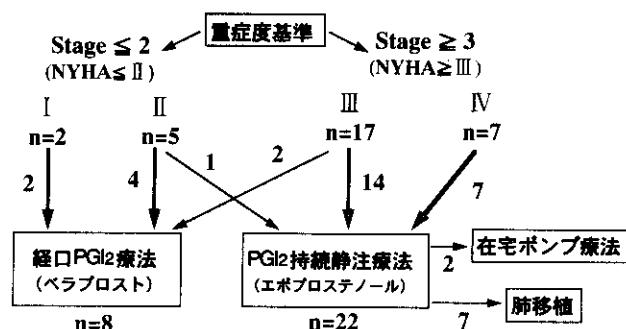 重症度基準
Stage ≦ 2
(NYHA≦Ⅱ)
Stage ≧ 3
(NYHA≧Ⅲ)
Ⅰ
Ⅱ
Ⅲ
Ⅳ
n=2
n=5
n=17
n=7
2
4
1
2
14
7
経口PGI2療法
(ベラプロスト)
n=8
PGI2持続静注療法
(エポプロステノール)
n=22
2
在宅ポンプ療法
7
肺移植